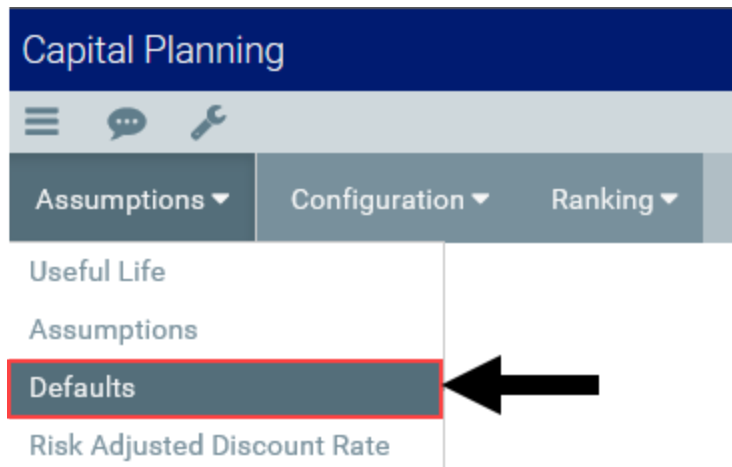 Capital Planning
Assumptions Configuration Ranking
Useful Life
Assumptions
Defaults
Risk Adjusted Discount Rate